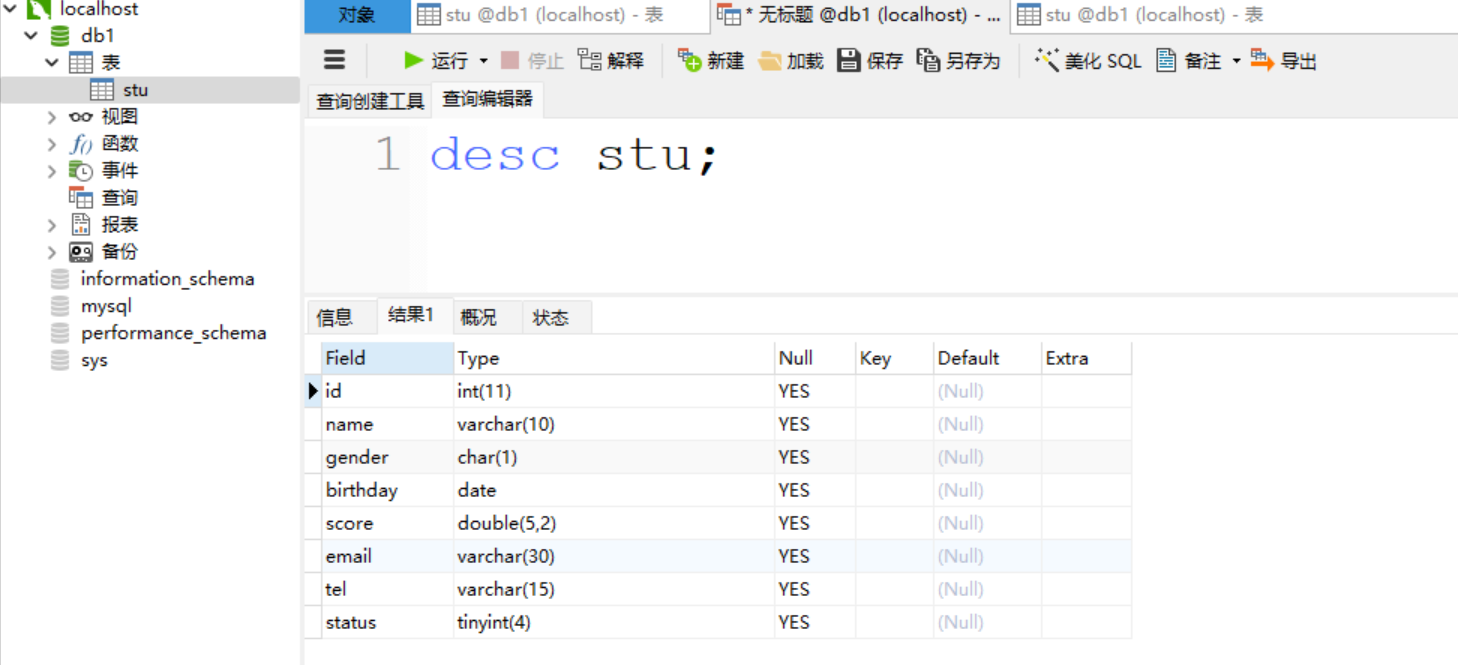 localhost
db1
表
stu
视图
函数
事件
查询
报表
备份
information_schema
mysql
performance_schema
sys
对象 stu @db1 (localhost) - 表 * 无标题 @db1 (localhost) - ... stu @db1 (localhost) - 表
运行 停止 解释 新建 加载 保存 另存为 美化 SQL 备注 导出
查询创建工具 查询编辑器
1 desc stu;
信息 结果1 概况 状态
Field Type Null Key Default Extra
id int(11) YES (Null)
name varchar(10) YES (Null)
gender char(1) YES (Null)
birthday date YES (Null)
score double(5,2) YES (Null)
email varchar(30) YES (Null)
tel varchar(15) YES (Null)
status tinyint(4) YES (Null)